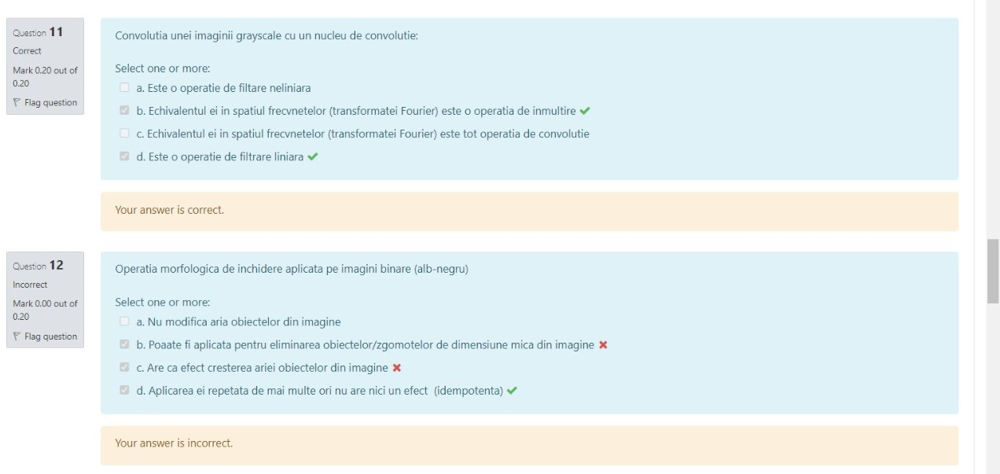 Question 11
Correct
Mark 0.20 out of
0.20
Flag question
Convolutia unei imaginii grayscale cu un nucleu de convolutie:
Select one or more:
a. Este o operatie de filtare neliniara
b. Echivalentul ei in spatiul frecvnetelor (transformatei Fourier) este o operatia de inmultire
c. Echivalentul ei in spatiul frecvnetelor (transformatei Fourier) este tot operatia de convolutie
d. Este o operatie de filtrare liniara
Your answer is correct.
Question 12
Incorrect
Mark 0.00 out of
0.20
Flag question
Operatia morfologica de inchidere aplicata pe imagini binare (alb-negru)
Select one or more:
a. Nu modifica aria obiectelor din imagine
b. Poaate fi aplicata pentru eliminarea obiectelor/zgomotelor de dimensiune mica din imagine
c. Are ca efect cresterea ariei obiectelor din imagine
d. Aplicarea ei repetata de mai multe ori nu are nici un efect (idempotenta)
Your answer is incorrect.